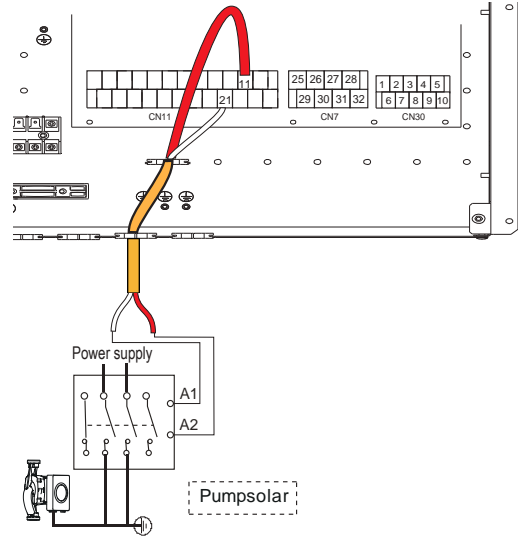 11
21
CN11
25 26 27 28
29 30 31 32
CN7
1 2 3 4 5
6 7 8 9 10
CN30
Power supply
A1
A2
Pumpsolar